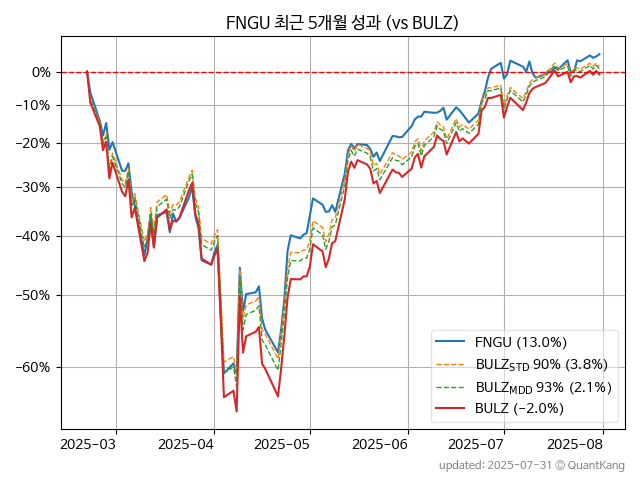 FNGU 최근 5개월 성과 (vs BULZ)
0%
−10%
−20%
−30%
−40%
−50%
−60%
FNGU (13.0%)
BULZSTD 90% (3.8%)
BULZMDD 93% (2.1%)
BULZ (−2.0%)
2025-03 2025-04 2025-05 2025-06 2025-07 2025-08
updated: 2025-07-31 © QuantKang